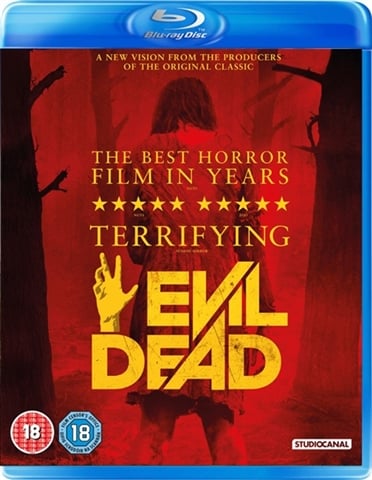 Blu-ray Disc
A NEW VISION FROM THE PRODUCERS
OF THE ORIGINAL CLASSIC
THE BEST HORROR
FILM IN YEARS
TERRIFYING
EVIL
DEAD
18
18
STUDIOCANAL